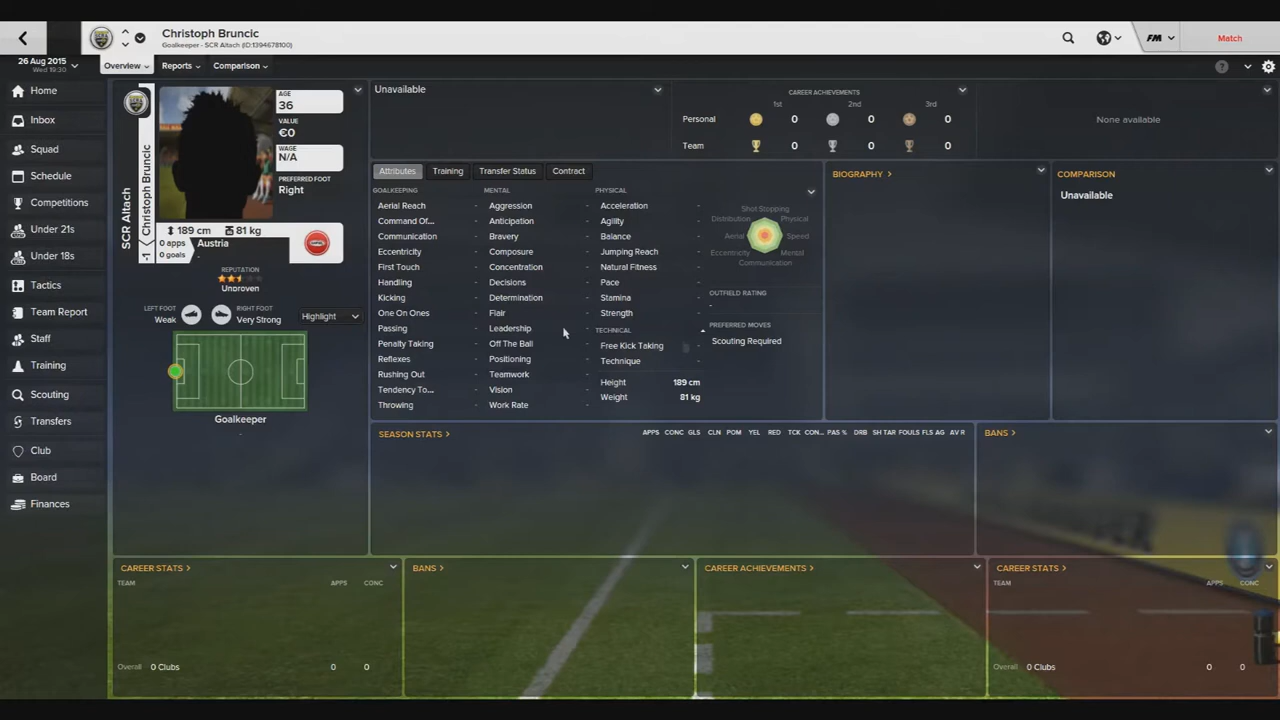 Christoph Bruncic
Goalkeeper - SCR Altach (ID:1394678100)
FM
Match
26 Aug 2015
Wed 19:30
Overview
Reports
Comparison
Home
Inbox
Squad
Schedule
Competitions
Under 21s
Under 18s
Tactics
Team Report
Staff
Training
Scouting
Transfers
Club
Board
Finances
SCR Altach
-1 Christoph Bruncic
AGE
36
VALUE
€0
WAGE
N/A
PREFERRED FOOT
Right
189 cm 81 kg
0 apps Austria
0 goals -
REPUTATION
Unproven
LEFT FOOT
Weak
RIGHT FOOT
Very Strong
Highlight
Goalkeeper
-
Unavailable
CAREER ACHIEVEMENTS
1st 2nd 3rd
Personal 0 0 0
Team 0 0 0
None available
Attributes Training Transfer Status Contract
GOALKEEPING
Aerial Reach -
Command Of... -
Communication -
Eccentricity -
First Touch -
Handling -
Kicking -
One On Ones -
Passing -
Penalty Taking -
Reflexes -
Rushing Out -
Tendency To... -
Throwing -
MENTAL
Aggression -
Anticipation -
Bravery -
Composure -
Concentration -
Decisions -
Determination -
Flair -
Leadership -
Off The Ball -
Positioning -
Teamwork -
Vision -
Work Rate -
PHYSICAL
Acceleration -
Agility -
Balance -
Jumping Reach -
Natural Fitness -
Pace -
Stamina -
Strength -
TECHNICAL
Free Kick Taking -
Technique -
Height 189 cm
Weight 81 kg
Shot Stopping
Distribution Physical
Aerial Speed
Eccentricity Mental
Communication
OUTFIELD RATING
-
PREFERRED MOVES
Scouting Required
BIOGRAPHY >
COMPARISON
Unavailable
SEASON STATS >
APPS CONC GLS CLN POM YEL RED TCK CON... PAS % DRB SH TAR FOULS FLS AG AV R
BANS >
CAREER STATS >
TEAM APPS CONC
Overall 0 Clubs 0 0
BANS >
CAREER ACHIEVEMENTS >
CAREER STATS >
TEAM APPS CONC
Overall 0 Clubs 0 0